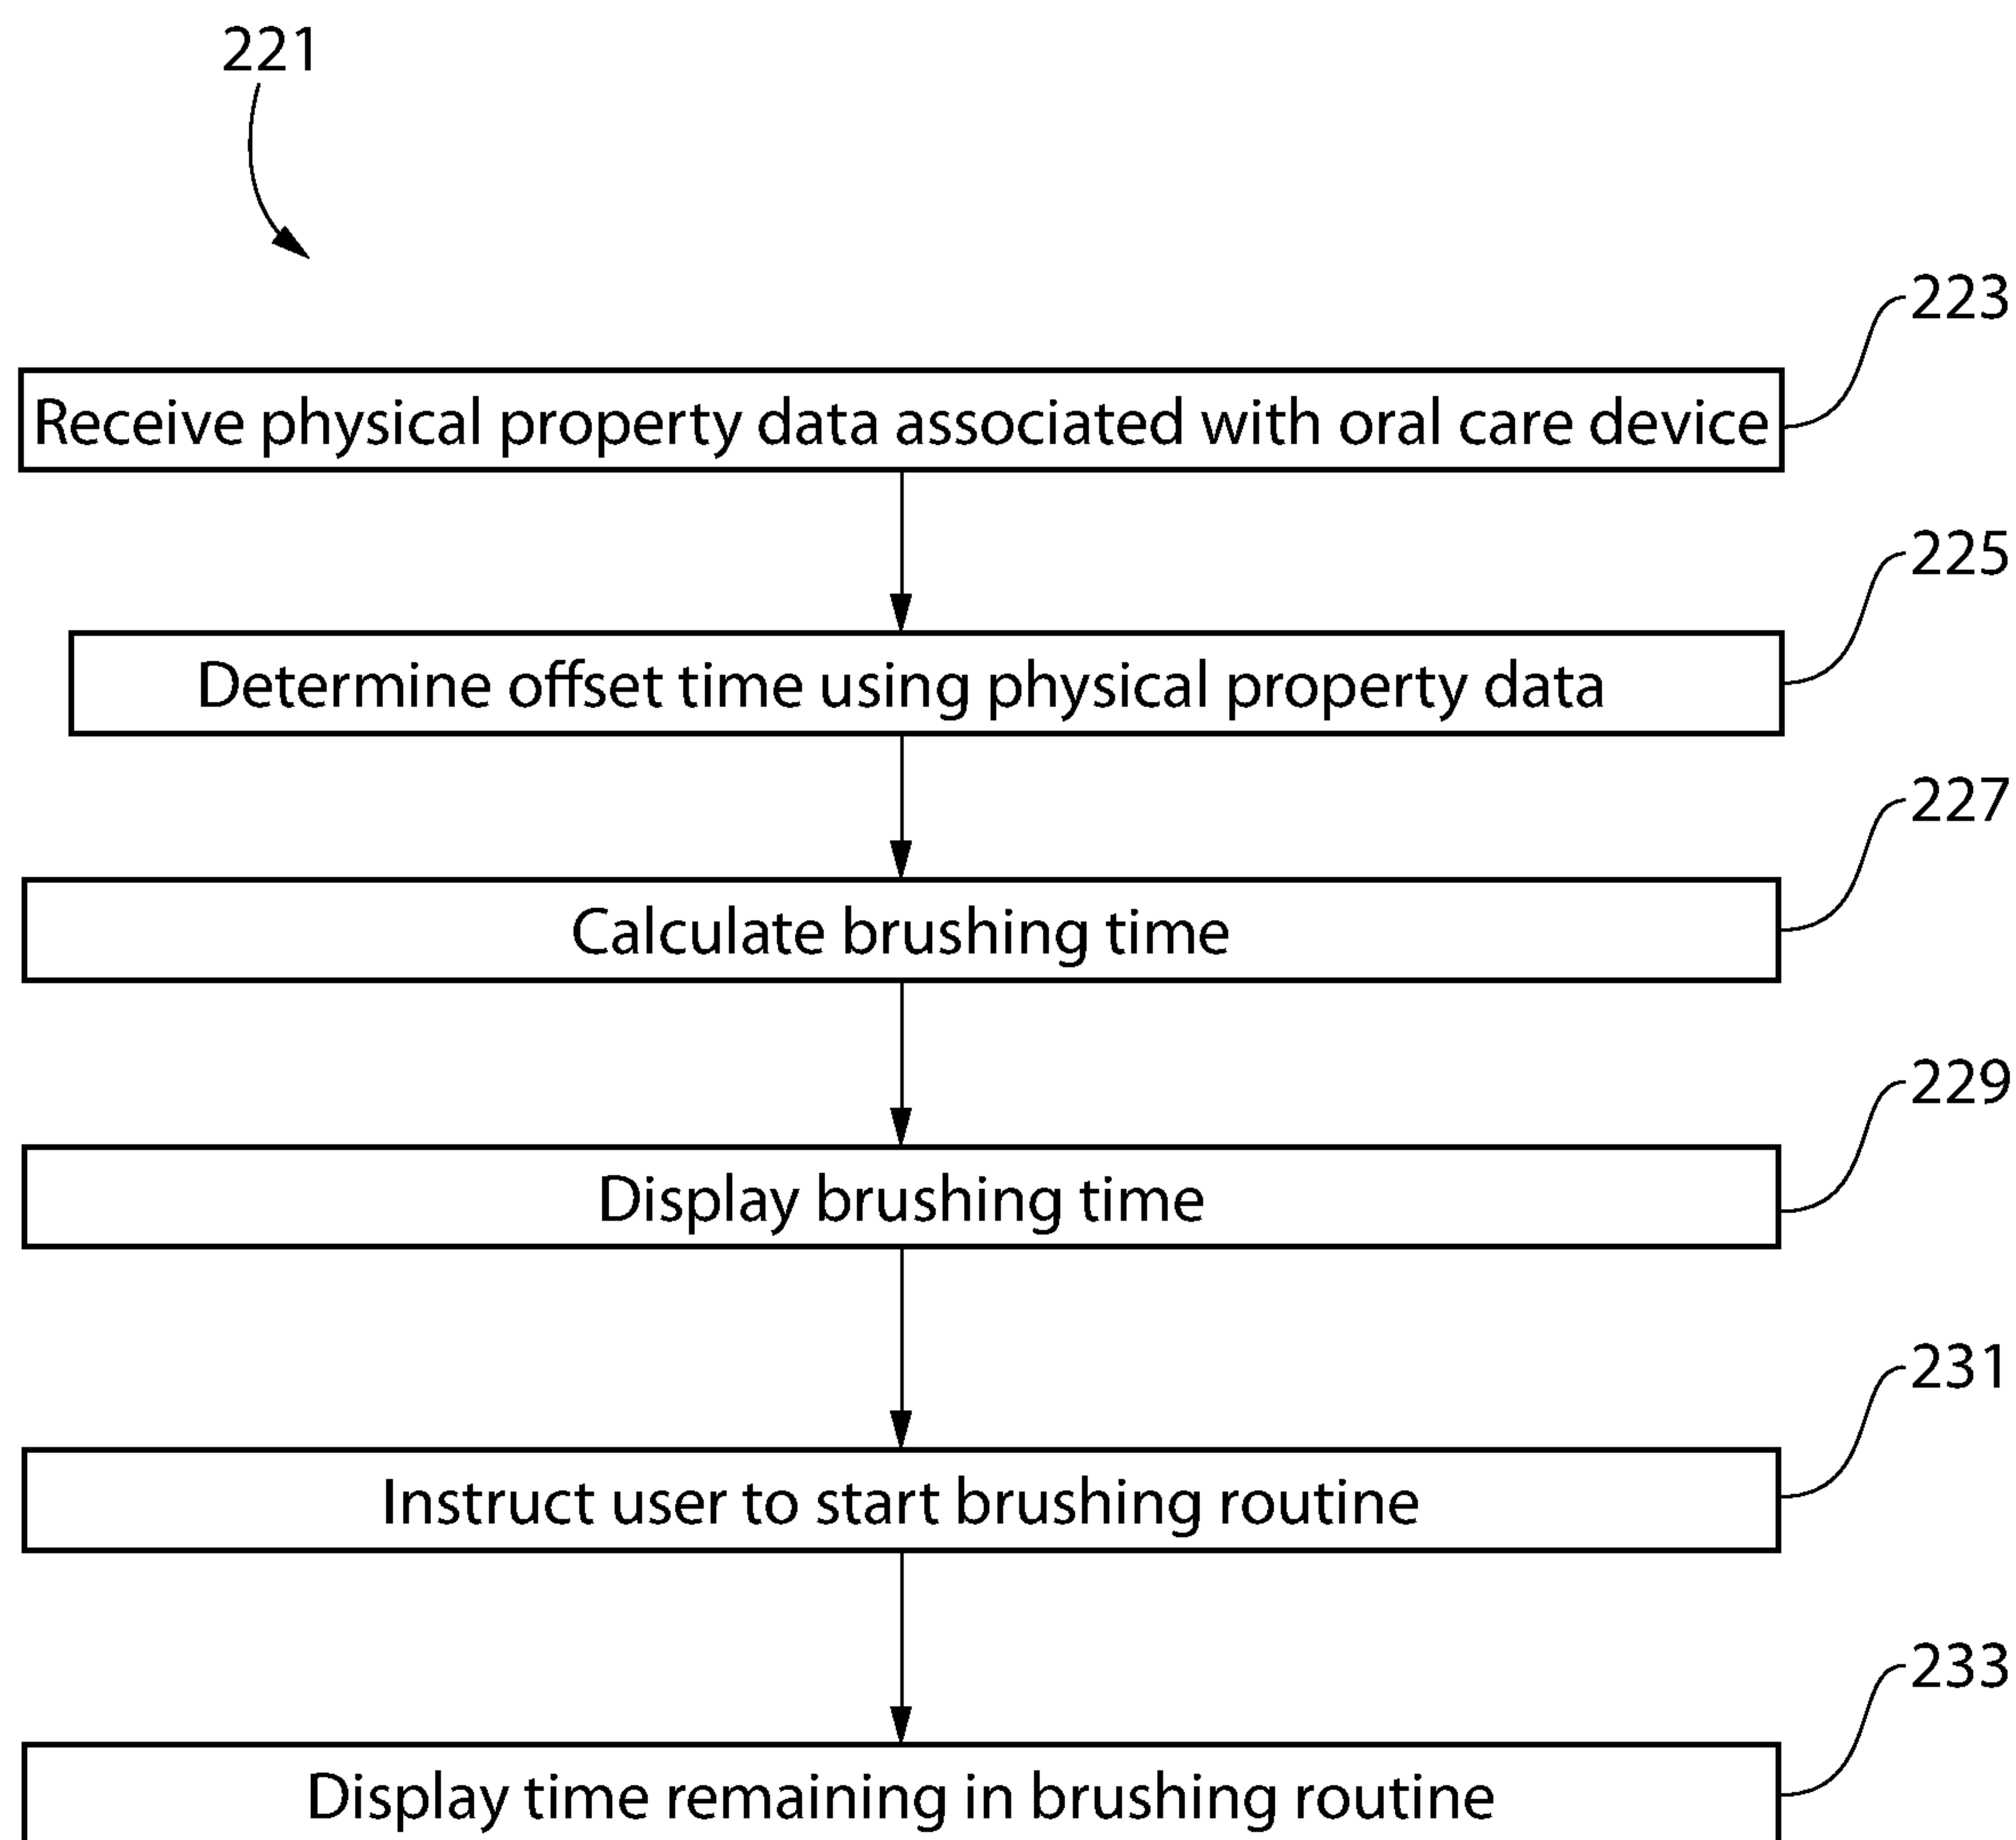 221
223
Receive physical property data associated with oral care device
225
Determine offset time using physical property data
227
Calculate brushing time
229
Display brushing time
231
Instruct user to start brushing routine
233
Display time remaining in brushing routine